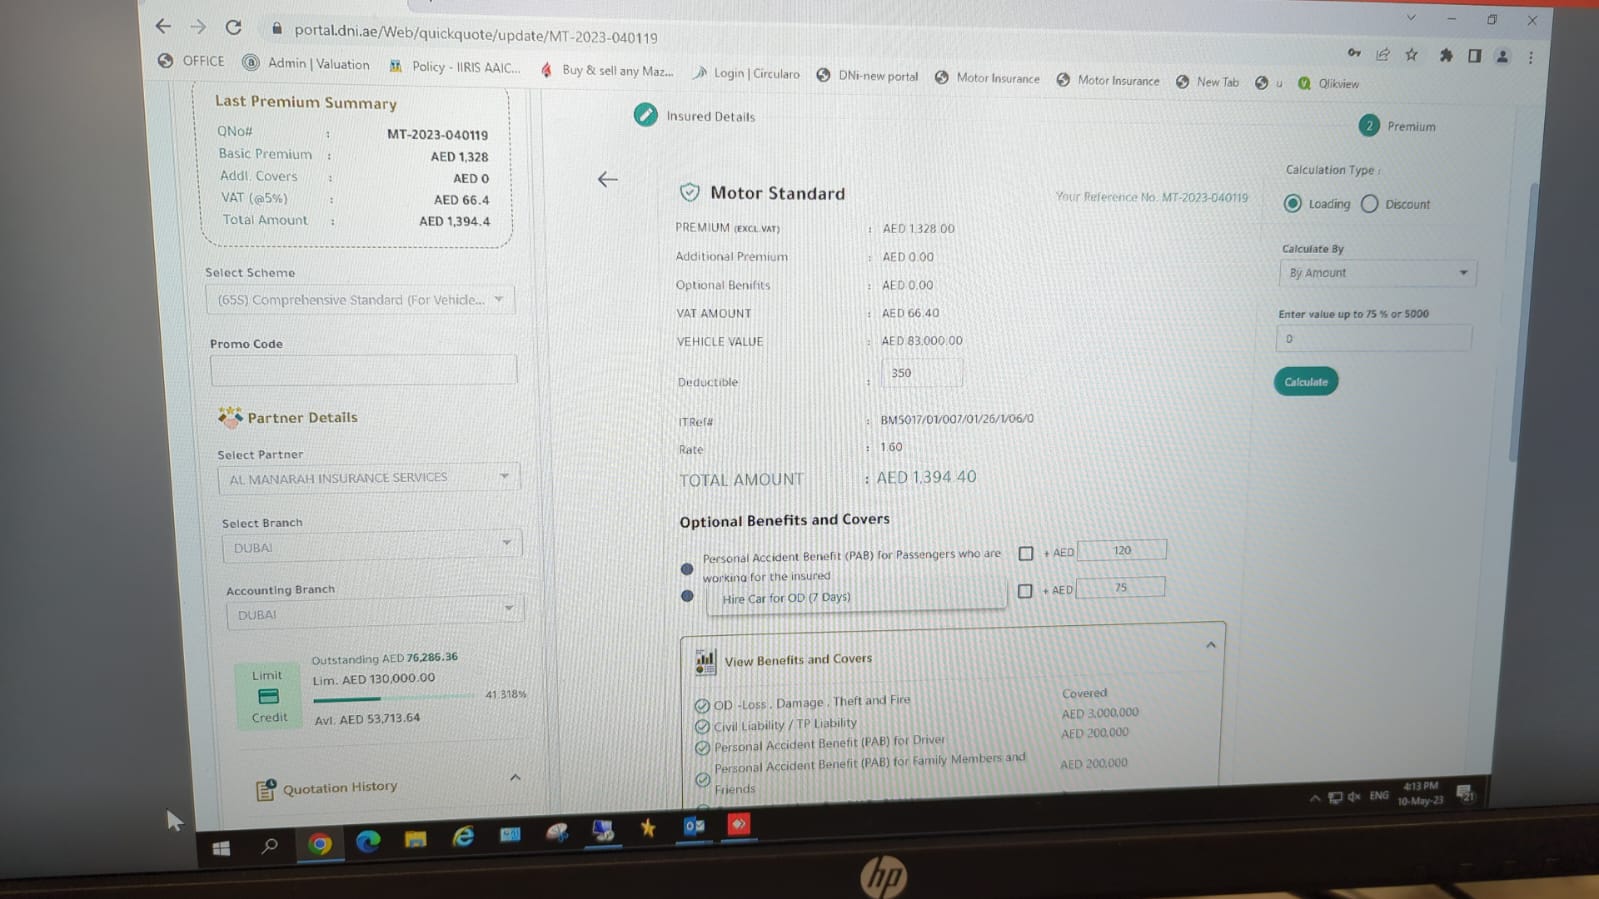 portal.dni.ae/Web/quickquote/update/MT-2023-040119
OFFICE
Admin | Valuation
Policy - IIRIS AAIC...
Buy & sell any Maz...
Login | Circularo
DNi-new portal
Motor Insurance
Motor Insurance
New Tab
u
Qlikview
Last Premium Summary
QNo# : MT-2023-040119
Basic Premium : AED 1,328
Addl. Covers : AED 0
VAT (@5%) : AED 66.4
Total Amount : AED 1,394.4
Select Scheme
(65S) Comprehensive Standard (For Vehicle...
Promo Code
Partner Details
Select Partner
AL MANARAH INSURANCE SERVICES
Select Branch
DUBAI
Accounting Branch
DUBAI
Limit
Credit
Outstanding AED 76,286.36
Lim. AED 130,000.00
41.318%
Avl. AED 53,713.64
Quotation History
Insured Details
2 Premium
Motor Standard
Your Reference No. MT-2023-040119
PREMIUM (EXCL.VAT) : AED 1,328.00
Additional Premium : AED 0.00
Optional Benifits : AED 0.00
VAT AMOUNT : AED 66.40
VEHICLE VALUE : AED 83,000.00
Deductible : 350
ITRef# : BM5017/01/007/01/26/1/06/0
Rate : 1.60
TOTAL AMOUNT : AED 1,394.40
Optional Benefits and Covers
Personal Accident Benefit (PAB) for Passengers who are
working for the insured
+ AED 120
Hire Car for OD (7 Days)
+ AED 75
View Benefits and Covers
OD -Loss , Damage , Theft and Fire Covered
Civil Liability / TP Liability AED 3,000,000
Personal Accident Benefit (PAB) for Driver AED 200,000
Personal Accident Benefit (PAB) for Family Members and
Friends
AED 200,000
Calculation Type :
Loading
Discount
Calculate By
By Amount
Enter value up to 75 % or 5000
0
Calculate
ENG
4:13 PM
10-May-23
21
hp